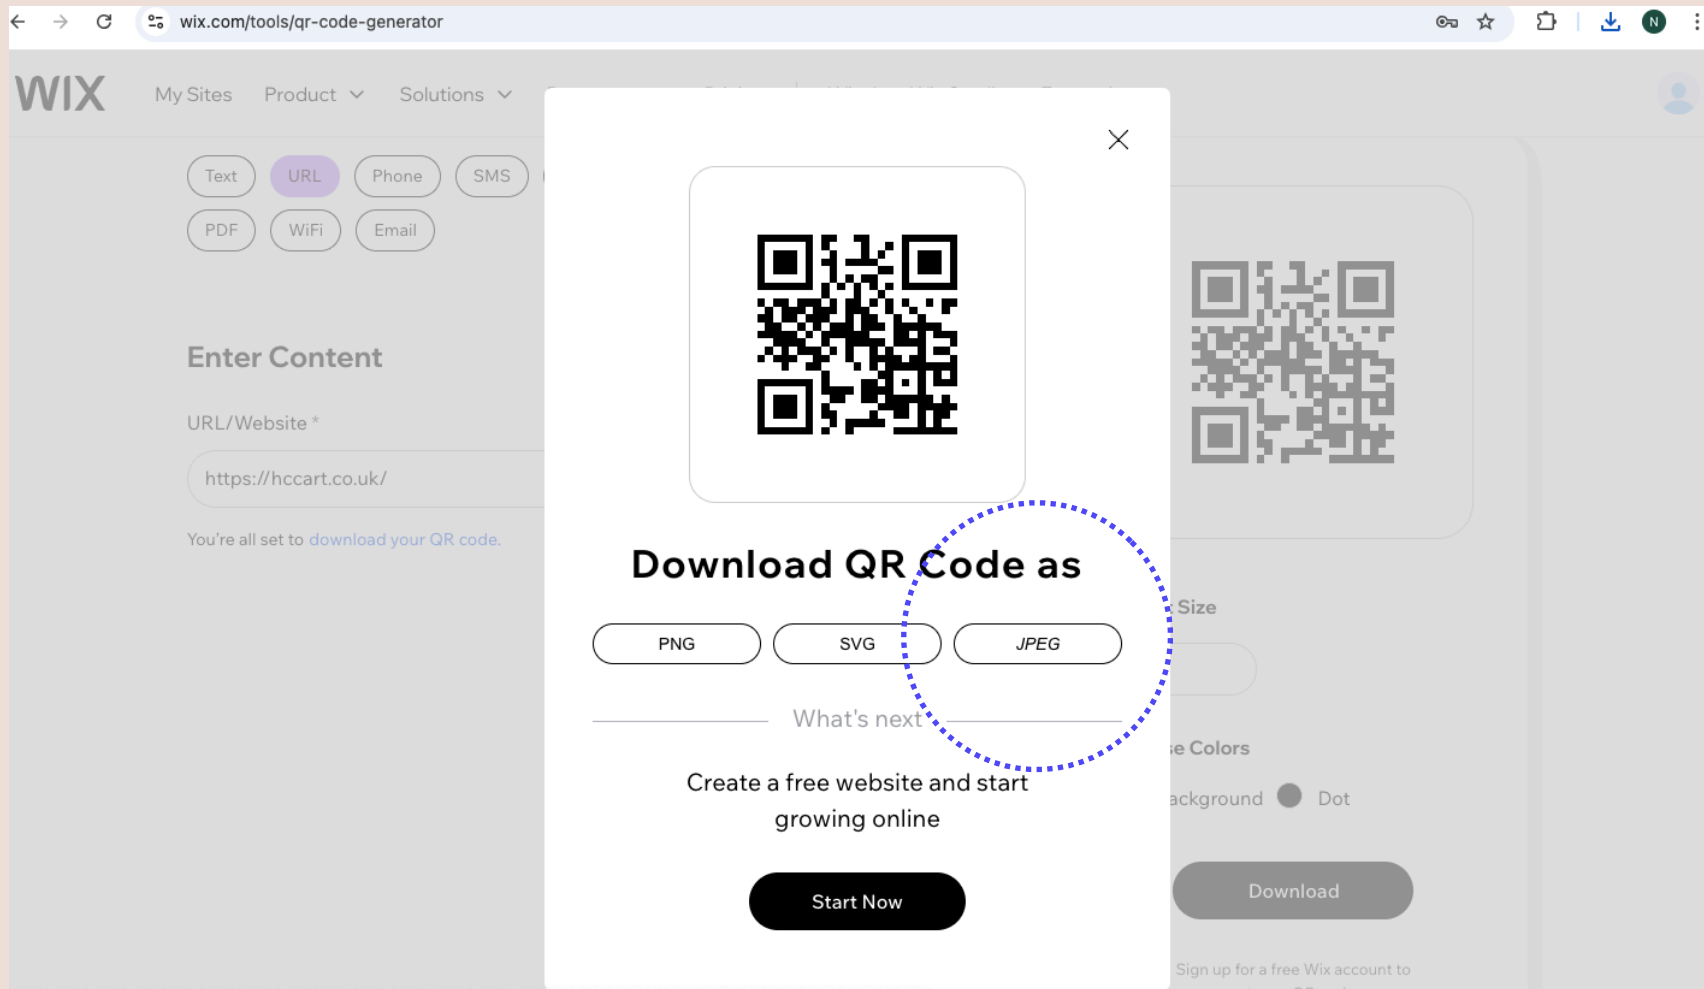 wix.com/tools/qr-code-generator
N
WIX
My Sites Product Solutions
Text URL Phone SMS
PDF WiFi Email
Enter Content
URL/Website *
https://hccart.co.uk/
You're all set to download your QR code.
Download QR Code as
PNG SVG JPEG
What's next
Create a free website and start
growing online
Start Now
Size
Colors
Dot
Download
Sign up for a free Wix account to